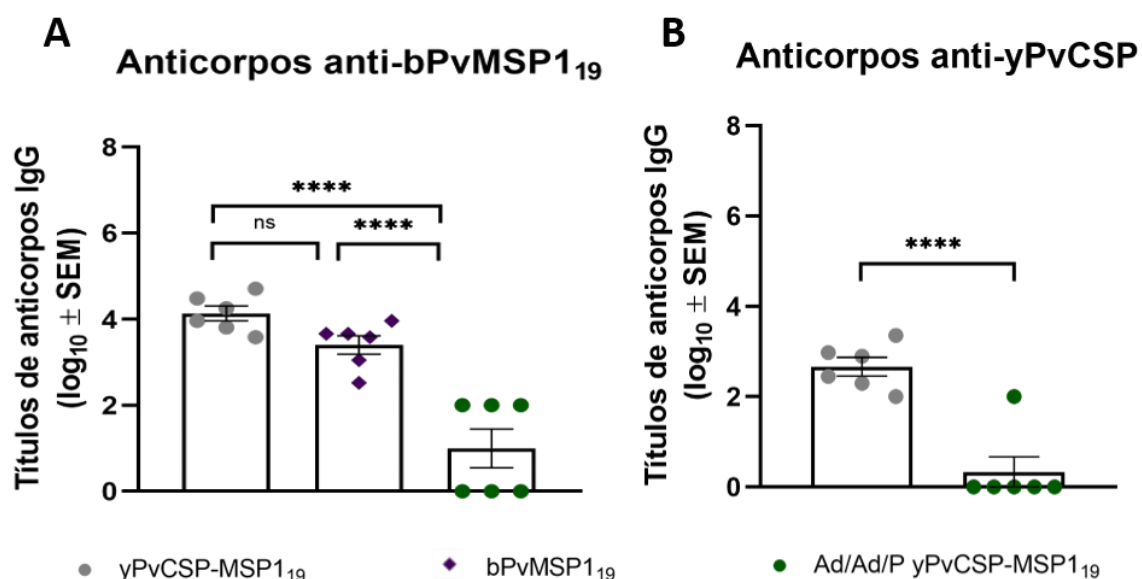 A
Anticorpos anti-bPvMSP1₁₉
Títulos de anticorpos IgG
(log₁₀ ± SEM)
8
6
4
2
0
****
ns
****
B
Anticorpos anti-yPvCSP
Títulos de anticorpos IgG
(log₁₀ ± SEM)
8
6
4
2
0
****
yPvCSP-MSP1₁₉
bPvMSP1₁₉
Ad/Ad/P yPvCSP-MSP1₁₉